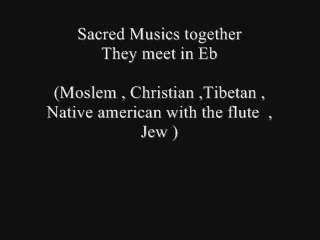 Sacred Musics together
They meet in Eb
(Moslem , Christian ,Tibetan ,
Native american with the flute  ,
Jew )